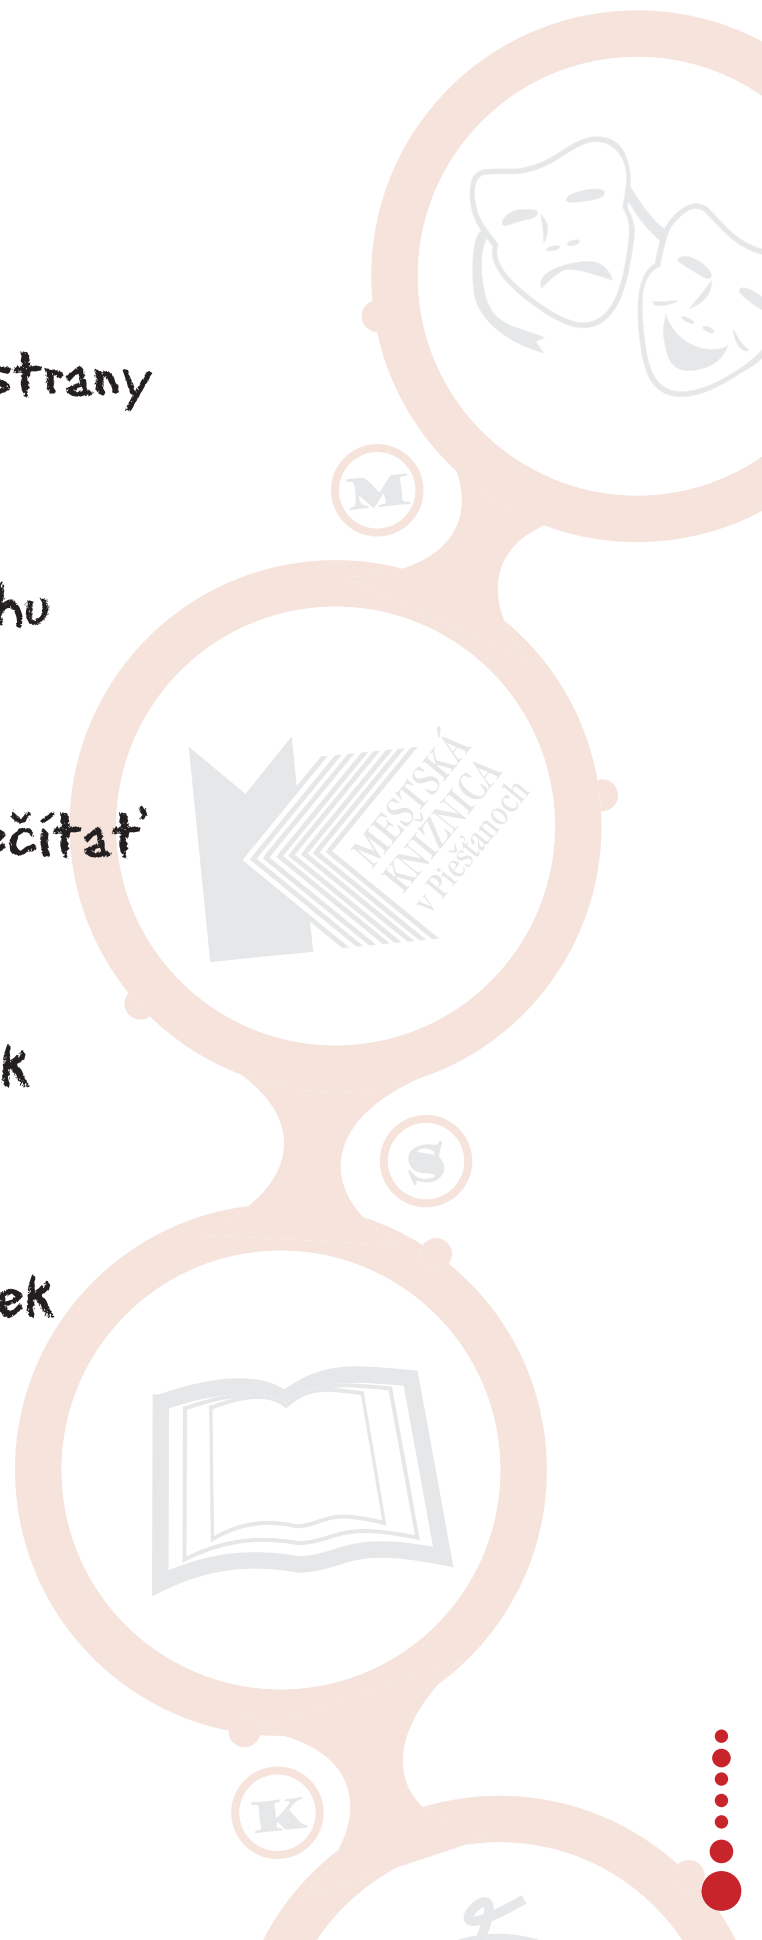 strany
M
hu
MESTSKÁ
KNIŽNICA
v Piešťanoch
ečítať
k
S
ek
K